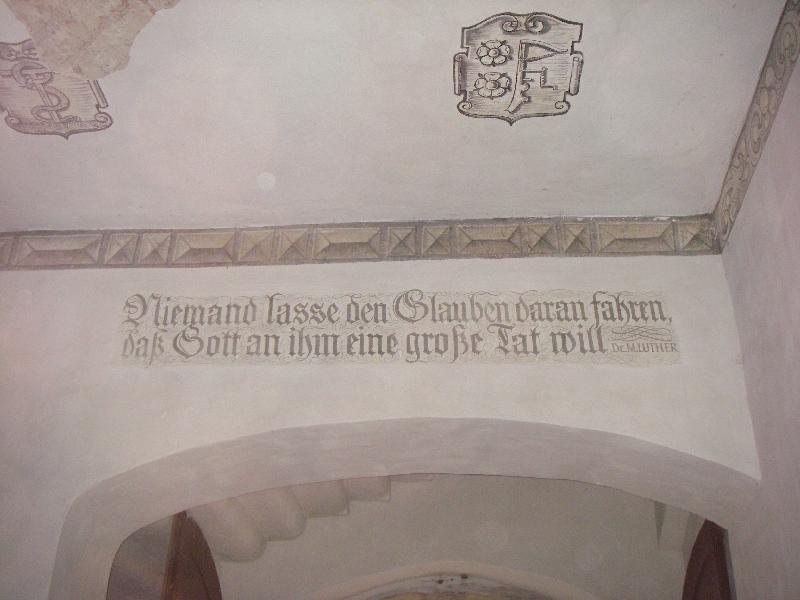 Niemand lasse den Glauben daran fahren,
daß Gott an ihm eine große Tat will
Dr. M. LUTHER